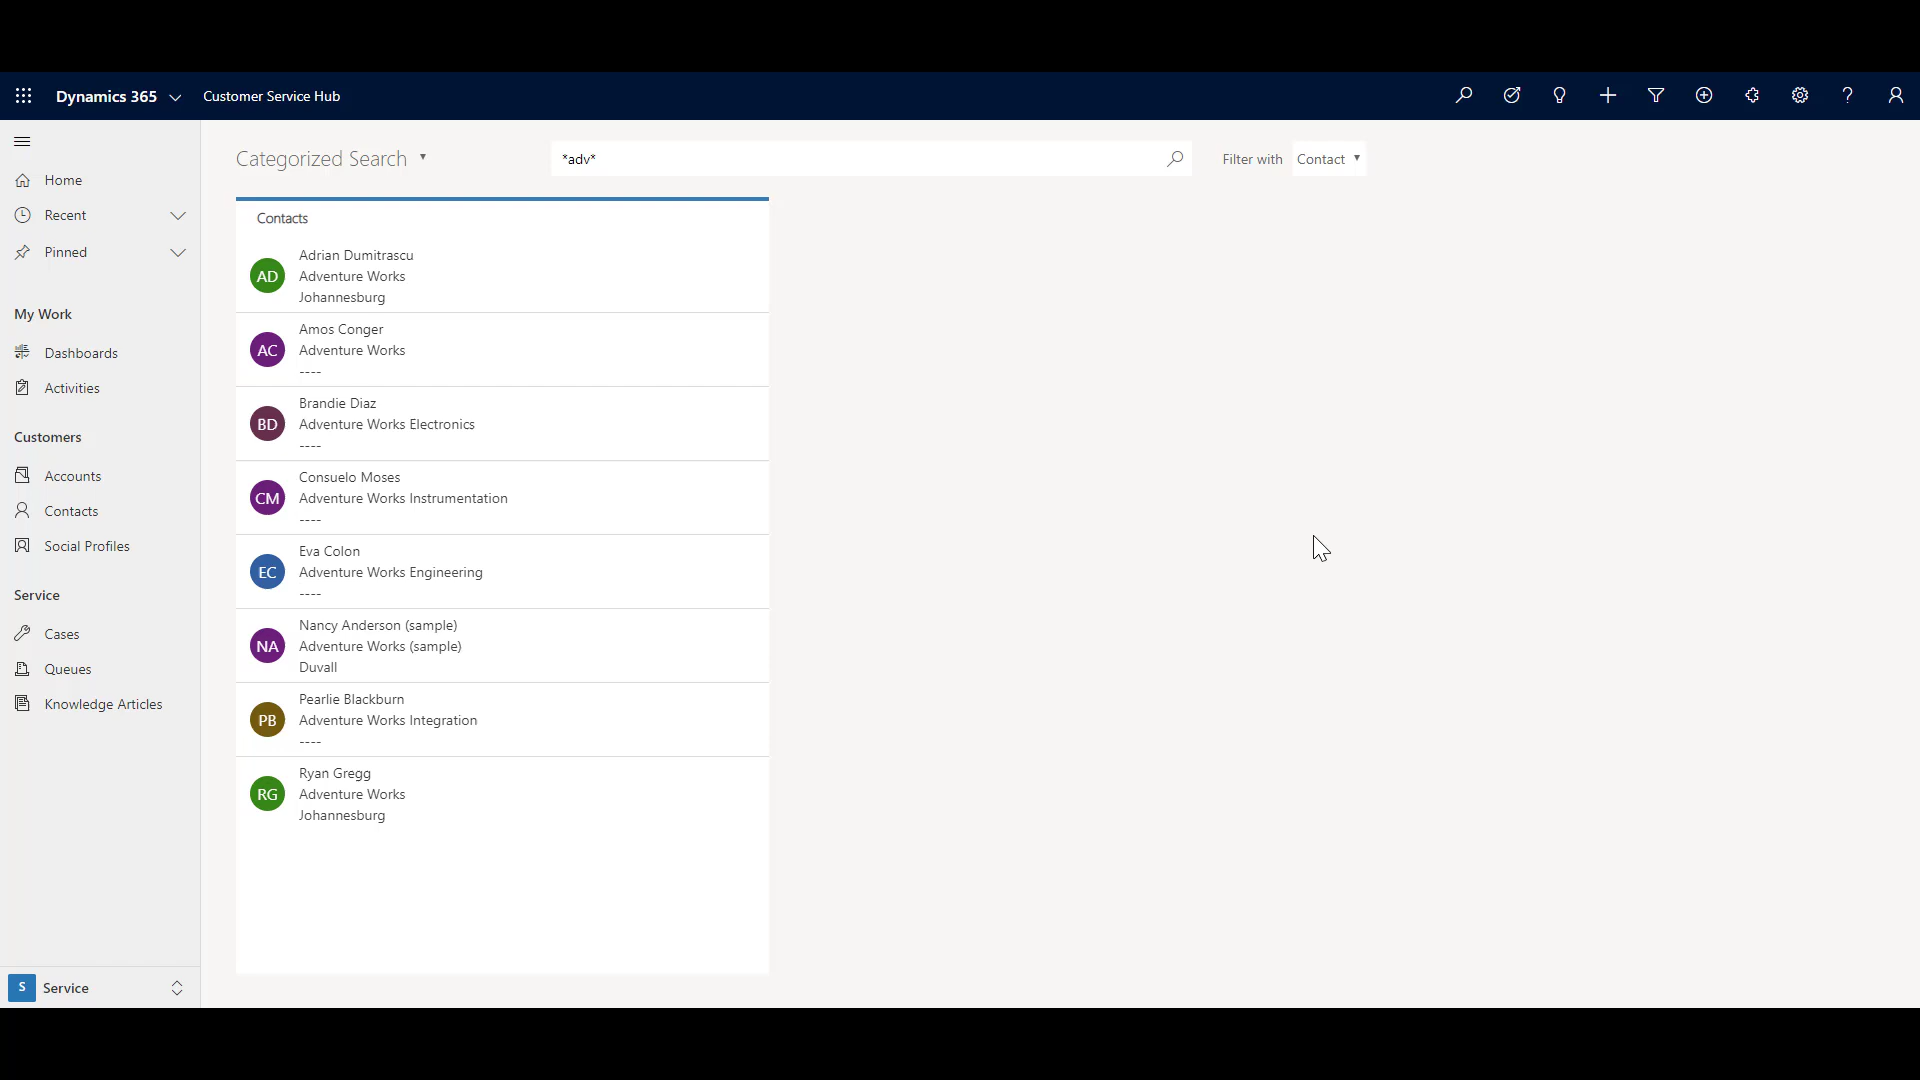 Dynamics 365 Customer Service Hub
Categorized Search *adv* Filter with Contact
Home
Recent
Pinned
My Work
Dashboards
Activities
Customers
Accounts
Contacts
Social Profiles
Service
Cases
Queues
Knowledge Articles
S Service
Contacts
AD
Adrian Dumitrascu
Adventure Works
Johannesburg
AC
Amos Conger
Adventure Works
----
BD
Brandie Diaz
Adventure Works Electronics
----
CM
Consuelo Moses
Adventure Works Instrumentation
----
EC
Eva Colon
Adventure Works Engineering
----
NA
Nancy Anderson (sample)
Adventure Works (sample)
Duvall
PB
Pearlie Blackburn
Adventure Works Integration
----
RG
Ryan Gregg
Adventure Works
Johannesburg